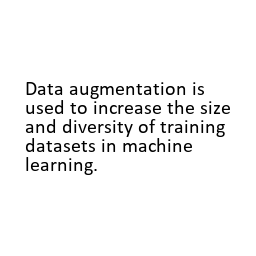 Data augmentation is
used to increase the size
and diversity of training
datasets in machine
learning.